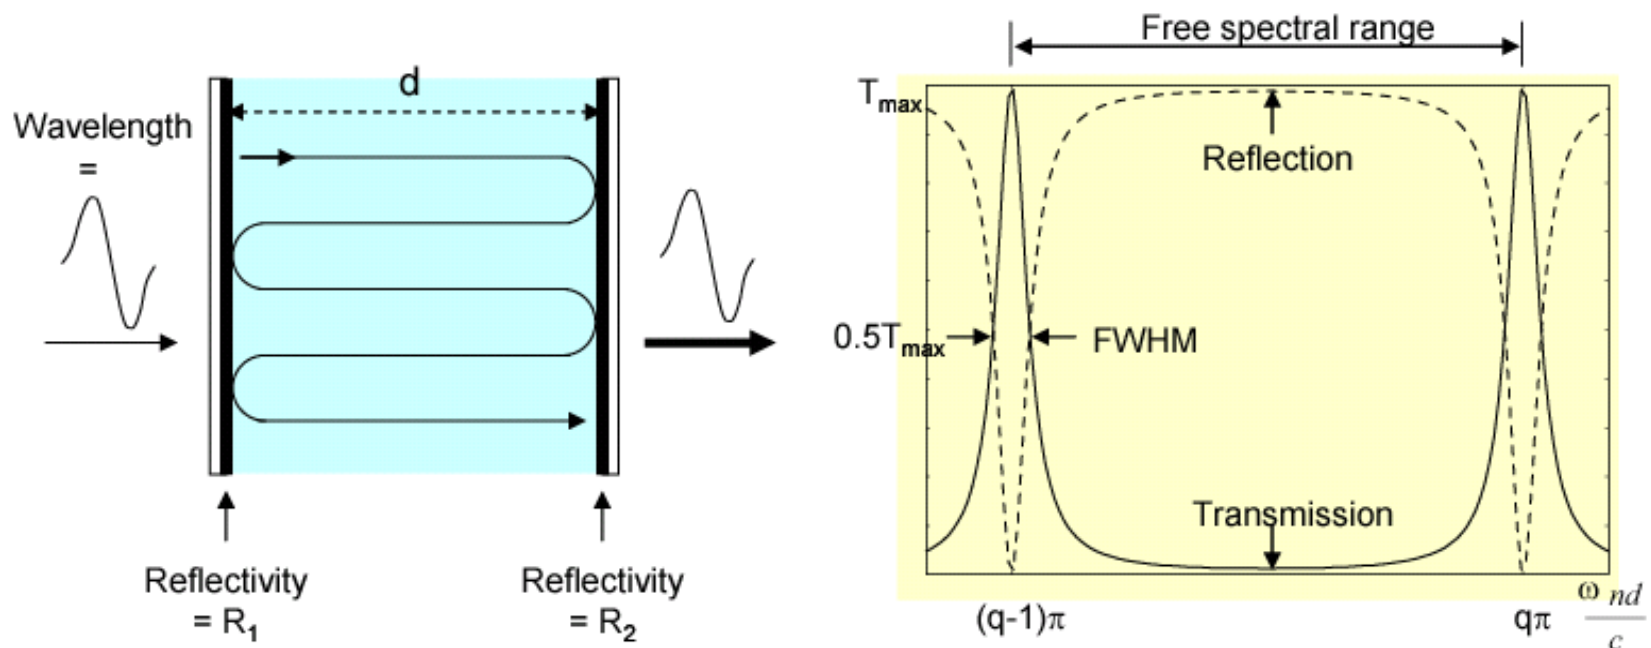 d
Wavelength
=
Reflectivity
= R₁
Reflectivity
= R₂
Free spectral range
Tmax
Reflection
0.5Tmax
FWHM
Transmission
(q-1)π
qπ
ω nd
c